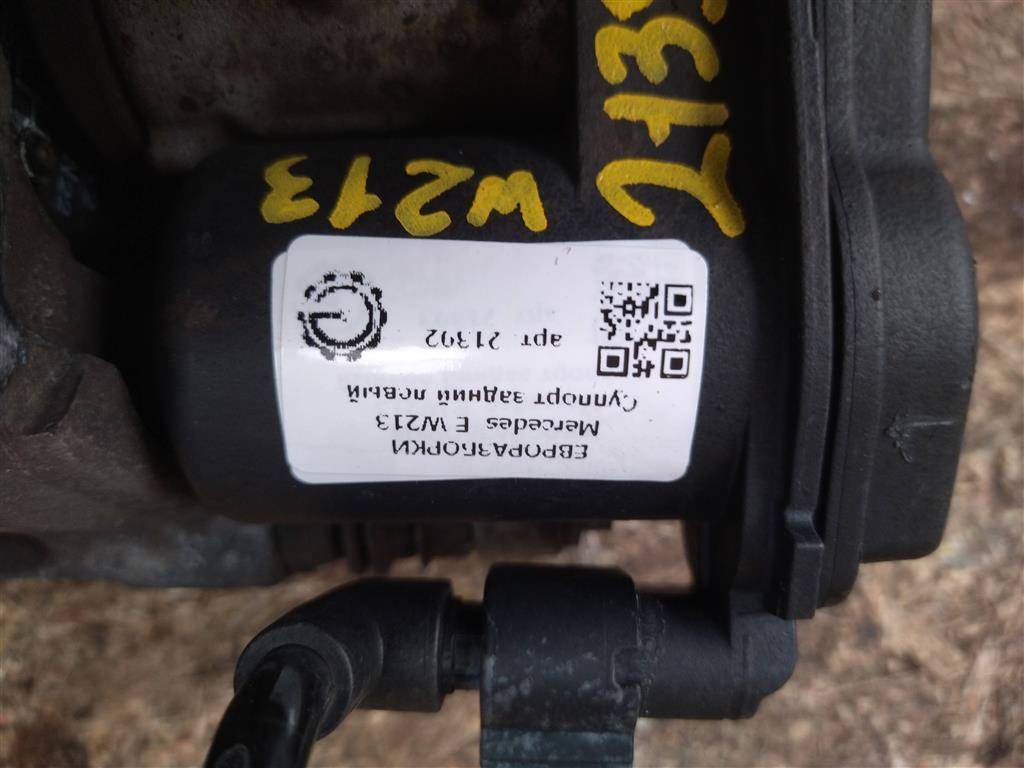 W213
ЕВРОРАЗБОРКИ
Mercedes E W213
Суппорт задний левый
арт. 21392